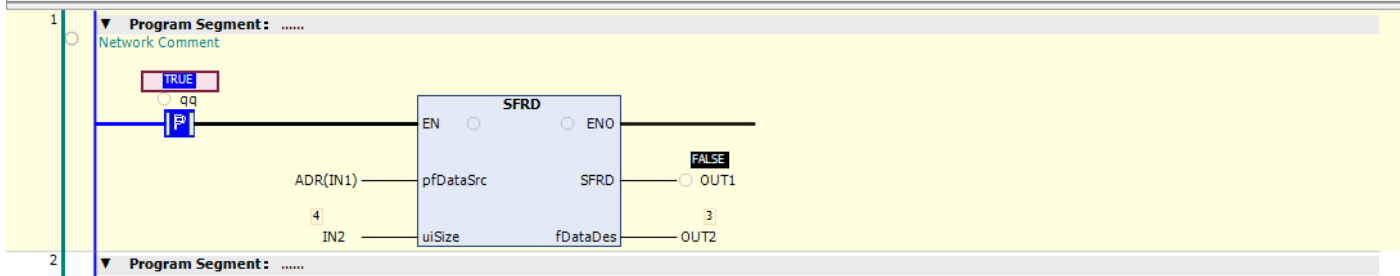 1 ▼ Program Segment: ......
Network Comment
TRUE
qq
P
SFRD
EN ENO
FALSE
ADR(IN1) pfDataSrc SFRD OUT1
4 3
IN2 uiSize fDataDes OUT2
2 ▼ Program Segment: ......